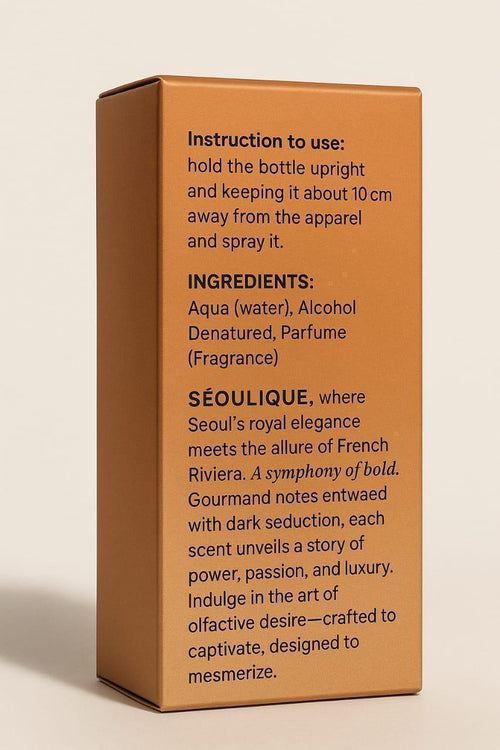 Instruction to use:
hold the bottle upright
and keeping it about 10 cm
away from the apparel
and spray it.
INGREDIENTS:
Aqua (water), Alcohol
Denatured, Parfume
(Fragrance)
SÉOULIQUE, where
Seoul's royal elegance
meets the allure of French
Riviera. A symphony of bold.
Gourmand notes entwaed
with dark seduction, each
scent unveils a story of
power, passion, and luxury.
Indulge in the art of
olfactive desire—crafted to
captivate, designed to
mesmerize.